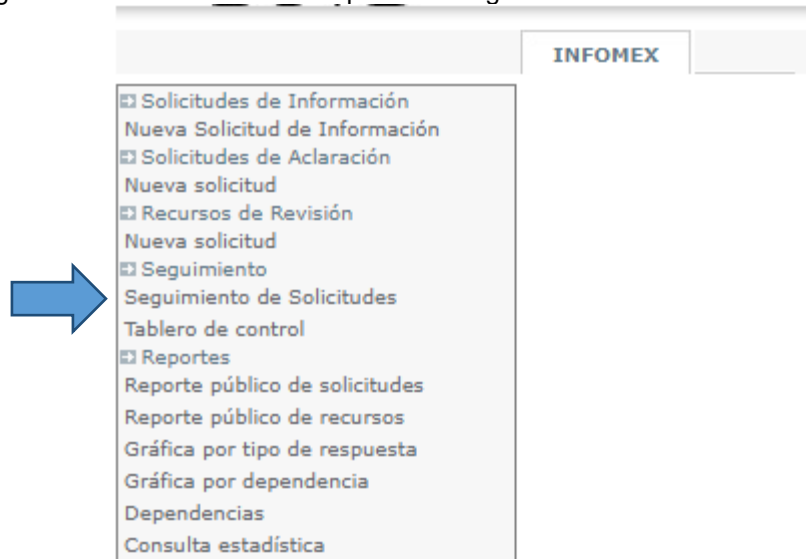 INFOMEX
Solicitudes de Información
Nueva Solicitud de Información
Solicitudes de Aclaración
Nueva solicitud
Recursos de Revisión
Nueva solicitud
Seguimiento
Seguimiento de Solicitudes
Tablero de control
Reportes
Reporte público de solicitudes
Reporte público de recursos
Gráfica por tipo de respuesta
Gráfica por dependencia
Dependencias
Consulta estadística